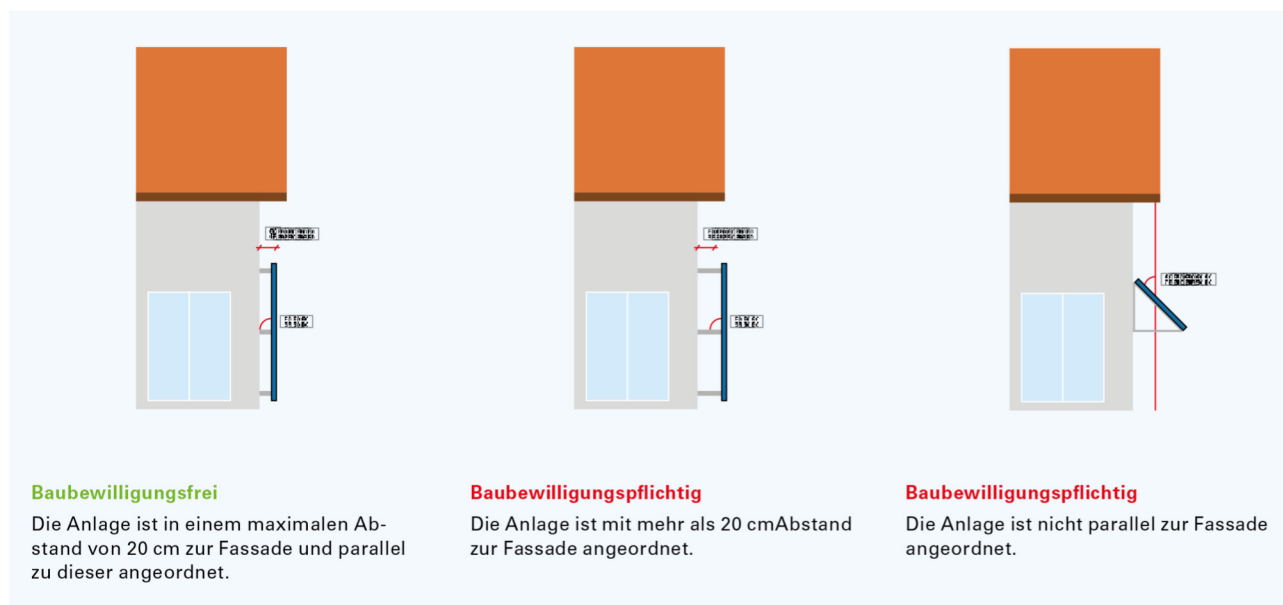 Baubewilligungsfrei
Die Anlage ist in einem maximalen Ab-
stand von 20 cm zur Fassade und parallel
zu dieser angeordnet.
Baubewilligungspflichtig
Die Anlage ist mit mehr als 20 cmAbstand
zur Fassade angeordnet.
Baubewilligungspflichtig
Die Anlage ist nicht parallel zur Fassade
angeordnet.